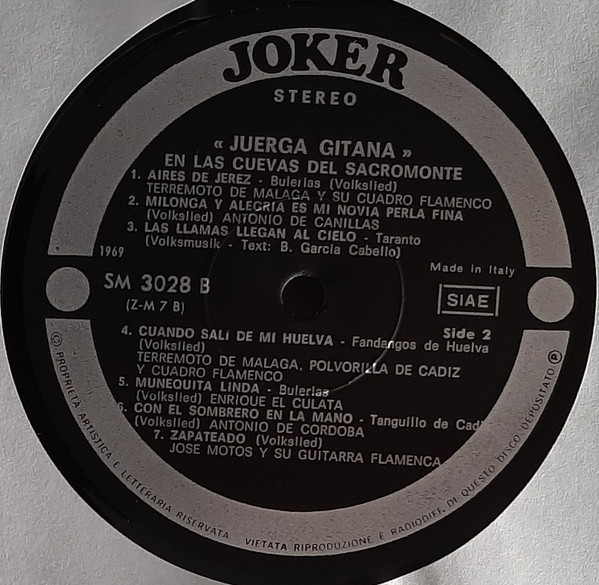 JOKER
STEREO
« JUERGA GITANA »
EN LAS CUEVAS DEL SACROMONTE
1. AIRES DE JEREZ - Bulerias (Volkslied)
TERREMOTO DE MALAGA Y SU CUADRO FLAMENCO
2. MILONGA Y ALEGRIA ES MI NOVIA PERLA FINA
(Volkslied) ANTONIO DE CANILLAS
3. LAS LLAMAS LLEGAN AL CIELO - Taranto
(Volksmusik - Text: B. Garcia Cabello)
1969
Made in Italy
SM 3028 B
(Z-M 7 B)
SIAE
Side 2
4. CUANDO SALI DE MI HUELVA - Fandangos de Huelva
(Volkslied)
TERREMOTO DE MALAGA, POLVORILLA DE CADIZ
Y CUADRO FLAMENCO
5. MUNEQUITA LINDA - Bulerias
(Volkslied) ENRIQUE EL CULATA
6. CON EL SOMBRERO EN LA MANO - Tanguillo de Cadi
(Volkslied) ANTONIO DE CORDOBA
7. ZAPATEADO (Volkslied)
JOSE MOTOS Y SU GUITARRA FLAMENCA
© PROPRIETA ARTISTICA E LETTERARIA RISERVATA VIETATA RIPRODUZIONE E RADIODIFF. DI QUESTO DISCO DEPOSITATO ℗